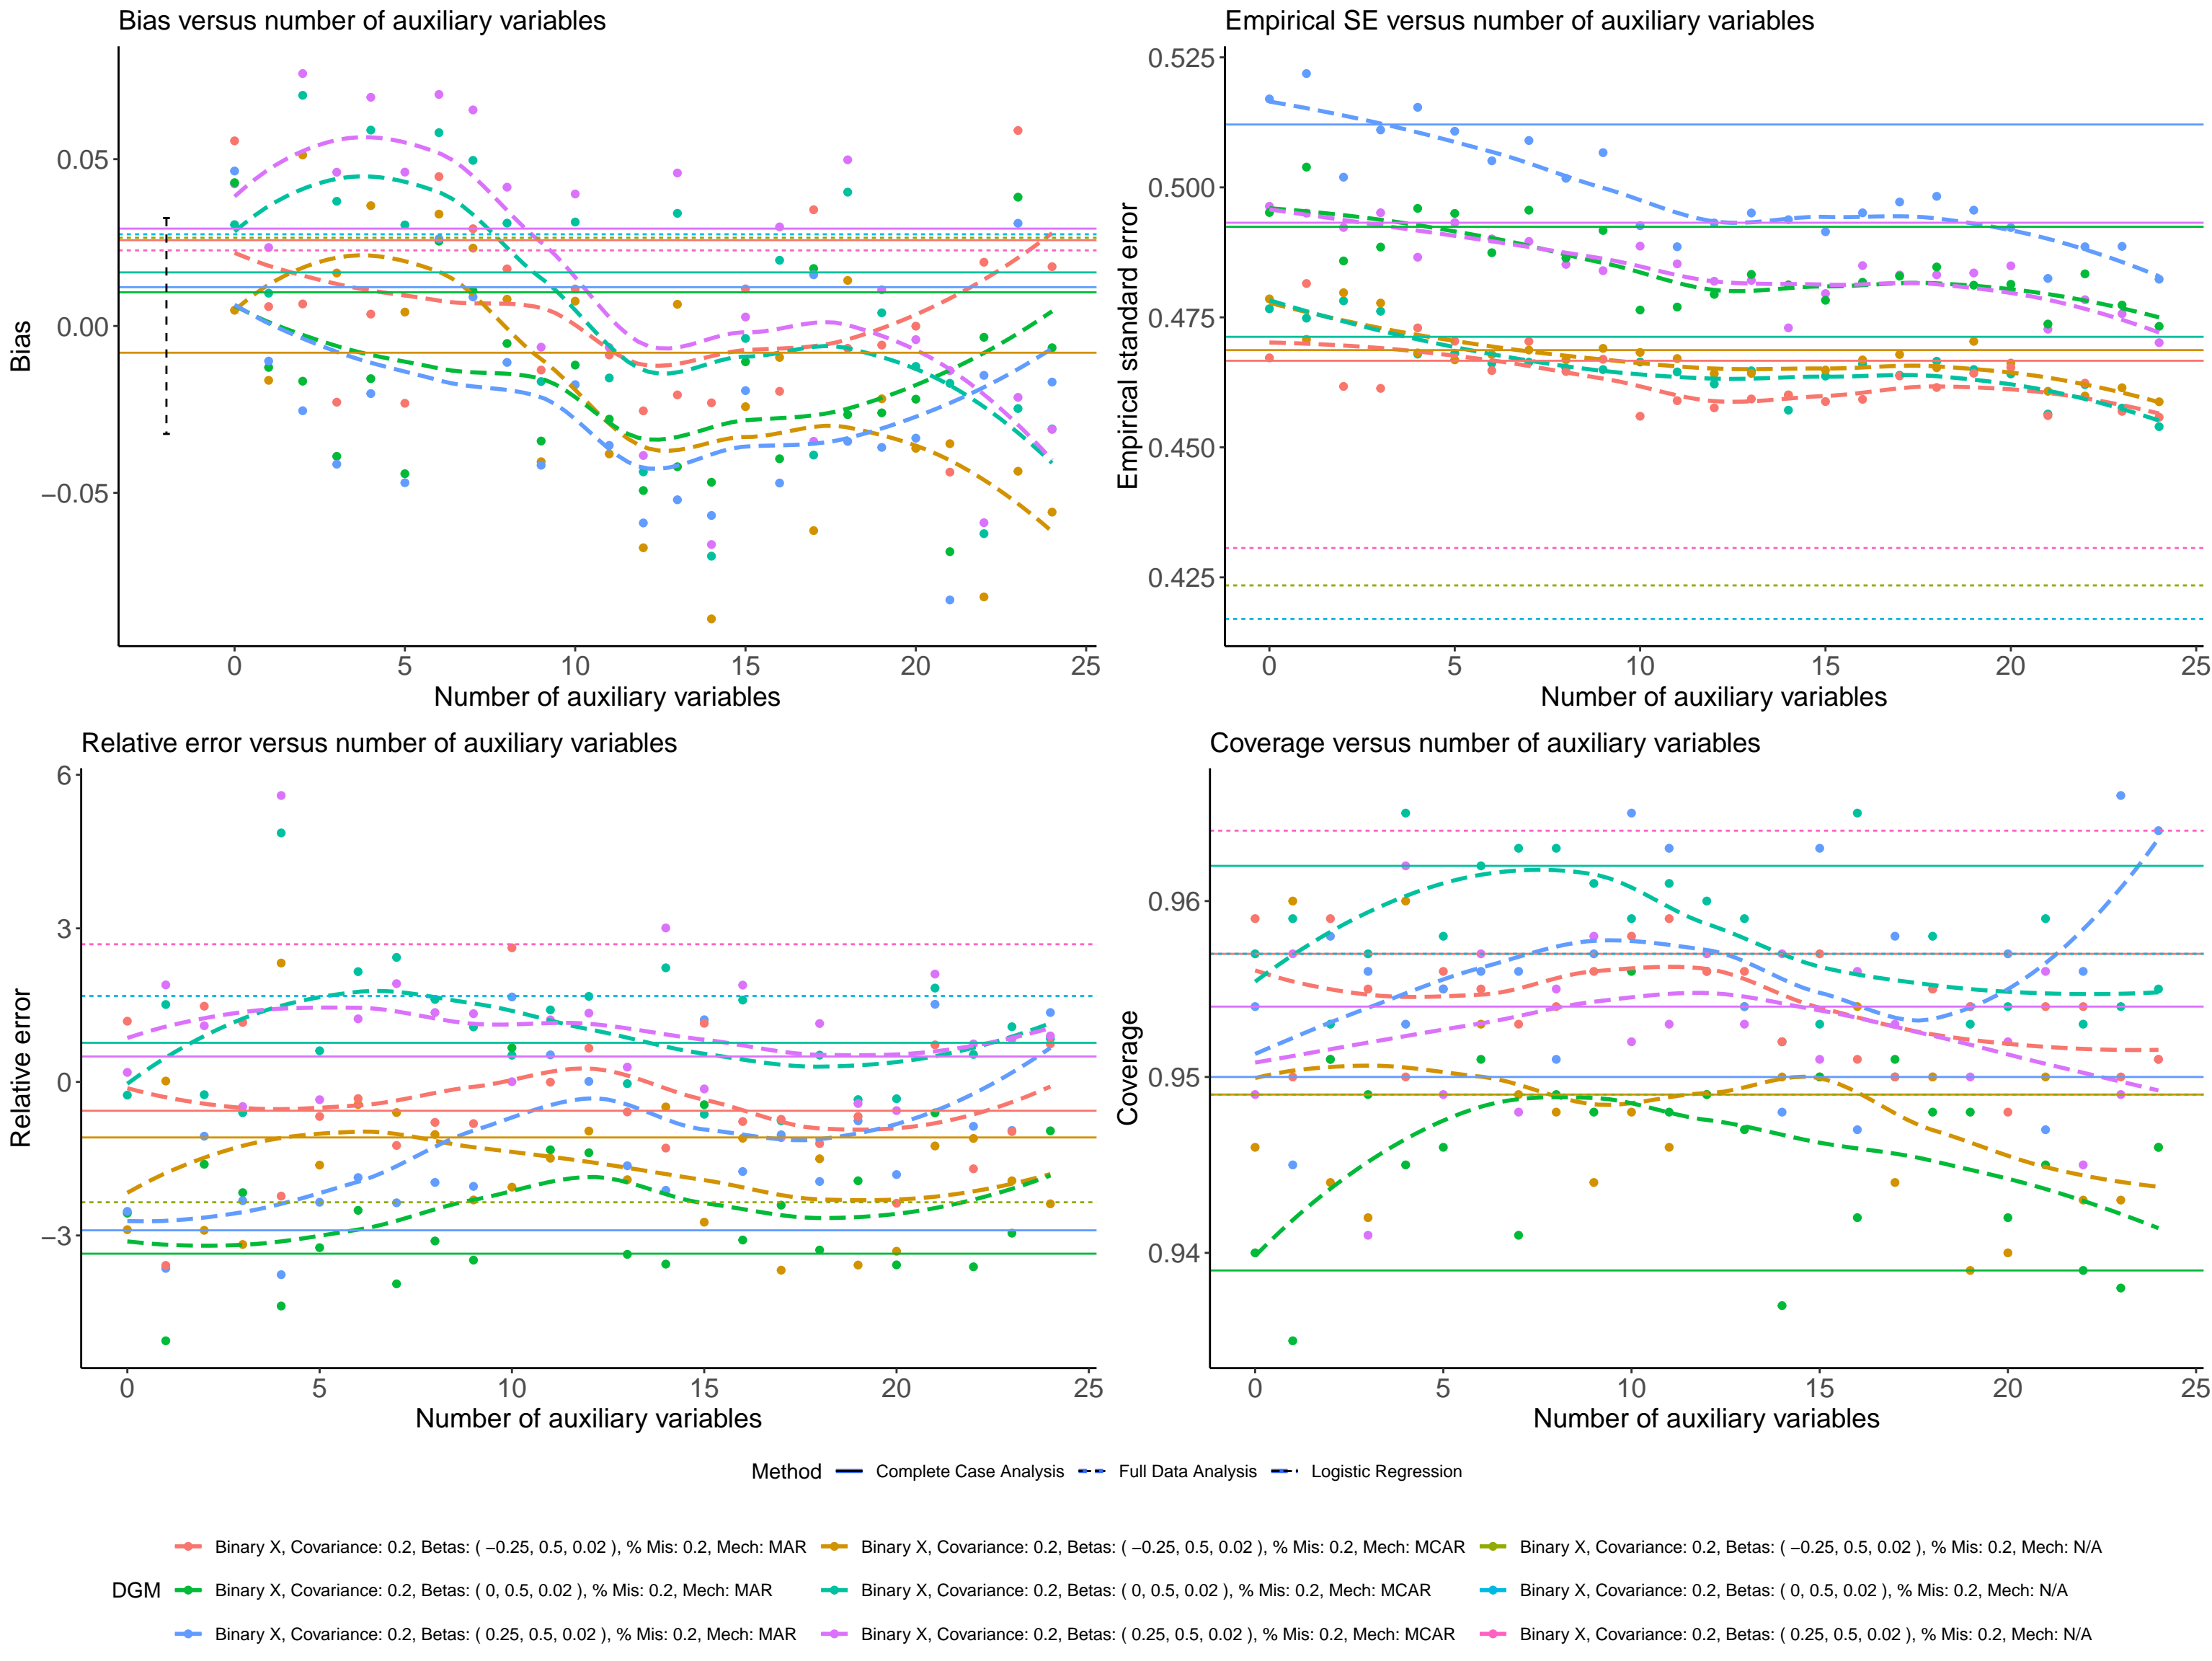 Bias versus number of auxiliary variables
Empirical SE versus number of auxiliary variables
Bias
0.05
0.00
−0.05
0 5 10 15 20 25
Number of auxiliary variables
Empirical standard error
0.525
0.500
0.475
0.450
0.425
0 5 10 15 20 25
Number of auxiliary variables
Relative error versus number of auxiliary variables
Coverage versus number of auxiliary variables
Relative error
6
3
0
−3
0 5 10 15 20 25
Number of auxiliary variables
Coverage
0.96
0.95
0.94
0 5 10 15 20 25
Number of auxiliary variables
Method Complete Case Analysis Full Data Analysis Logistic Regression
DGM
Binary X, Covariance: 0.2, Betas: ( −0.25, 0.5, 0.02 ), % Mis: 0.2, Mech: MAR
Binary X, Covariance: 0.2, Betas: ( −0.25, 0.5, 0.02 ), % Mis: 0.2, Mech: MCAR
Binary X, Covariance: 0.2, Betas: ( −0.25, 0.5, 0.02 ), % Mis: 0.2, Mech: N/A
Binary X, Covariance: 0.2, Betas: ( 0, 0.5, 0.02 ), % Mis: 0.2, Mech: MAR
Binary X, Covariance: 0.2, Betas: ( 0, 0.5, 0.02 ), % Mis: 0.2, Mech: MCAR
Binary X, Covariance: 0.2, Betas: ( 0, 0.5, 0.02 ), % Mis: 0.2, Mech: N/A
Binary X, Covariance: 0.2, Betas: ( 0.25, 0.5, 0.02 ), % Mis: 0.2, Mech: MAR
Binary X, Covariance: 0.2, Betas: ( 0.25, 0.5, 0.02 ), % Mis: 0.2, Mech: MCAR
Binary X, Covariance: 0.2, Betas: ( 0.25, 0.5, 0.02 ), % Mis: 0.2, Mech: N/A